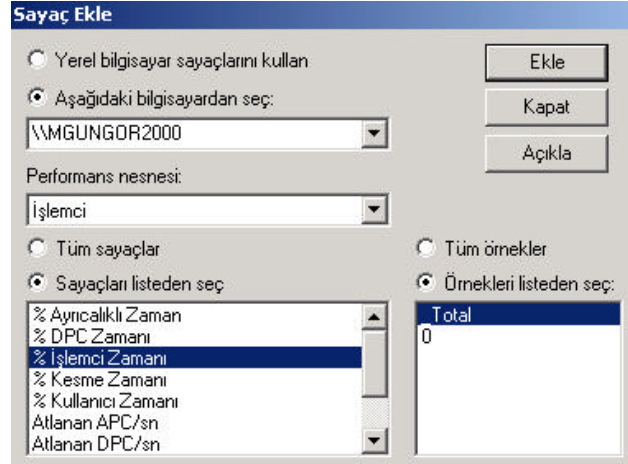 Sayaç Ekle
Yerel bilgisayar sayaçlarını kullan
Aşağıdaki bilgisayardan seç:
\\MGUNGOR2000
Performans nesnesi:
İşlemci
Tüm sayaçlar
Sayaçları listeden seç
% Ayrıcalıklı Zaman
% DPC Zamanı
% İşlemci Zamanı
% Kesme Zamanı
% Kullanıcı Zamanı
Atlanan APC/sn
Atlanan DPC/sn
Ekle
Kapat
Açıkla
Tüm örnekler
Örnekleri listeden seç:
_Total
0